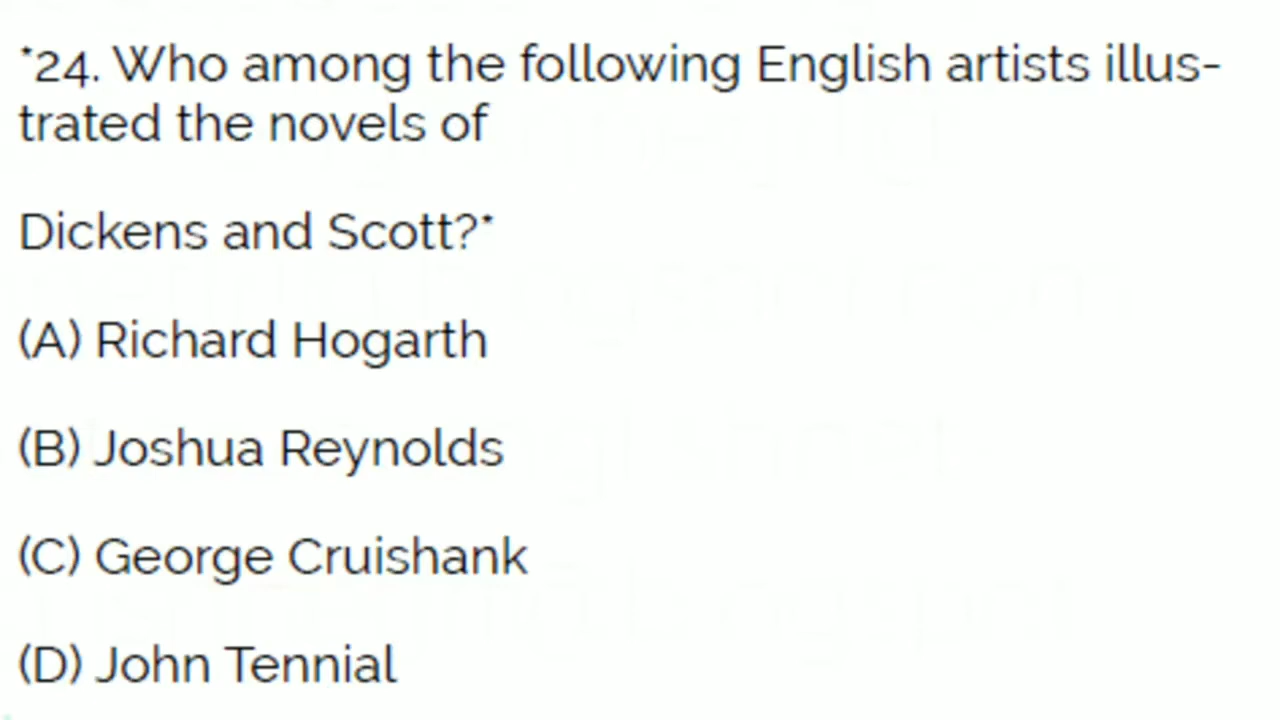 *24. Who among the following English artists illus-
trated the novels of
Dickens and Scott?*
(A) Richard Hogarth
(B) Joshua Reynolds
(C) George Cruishank
(D) John Tennial